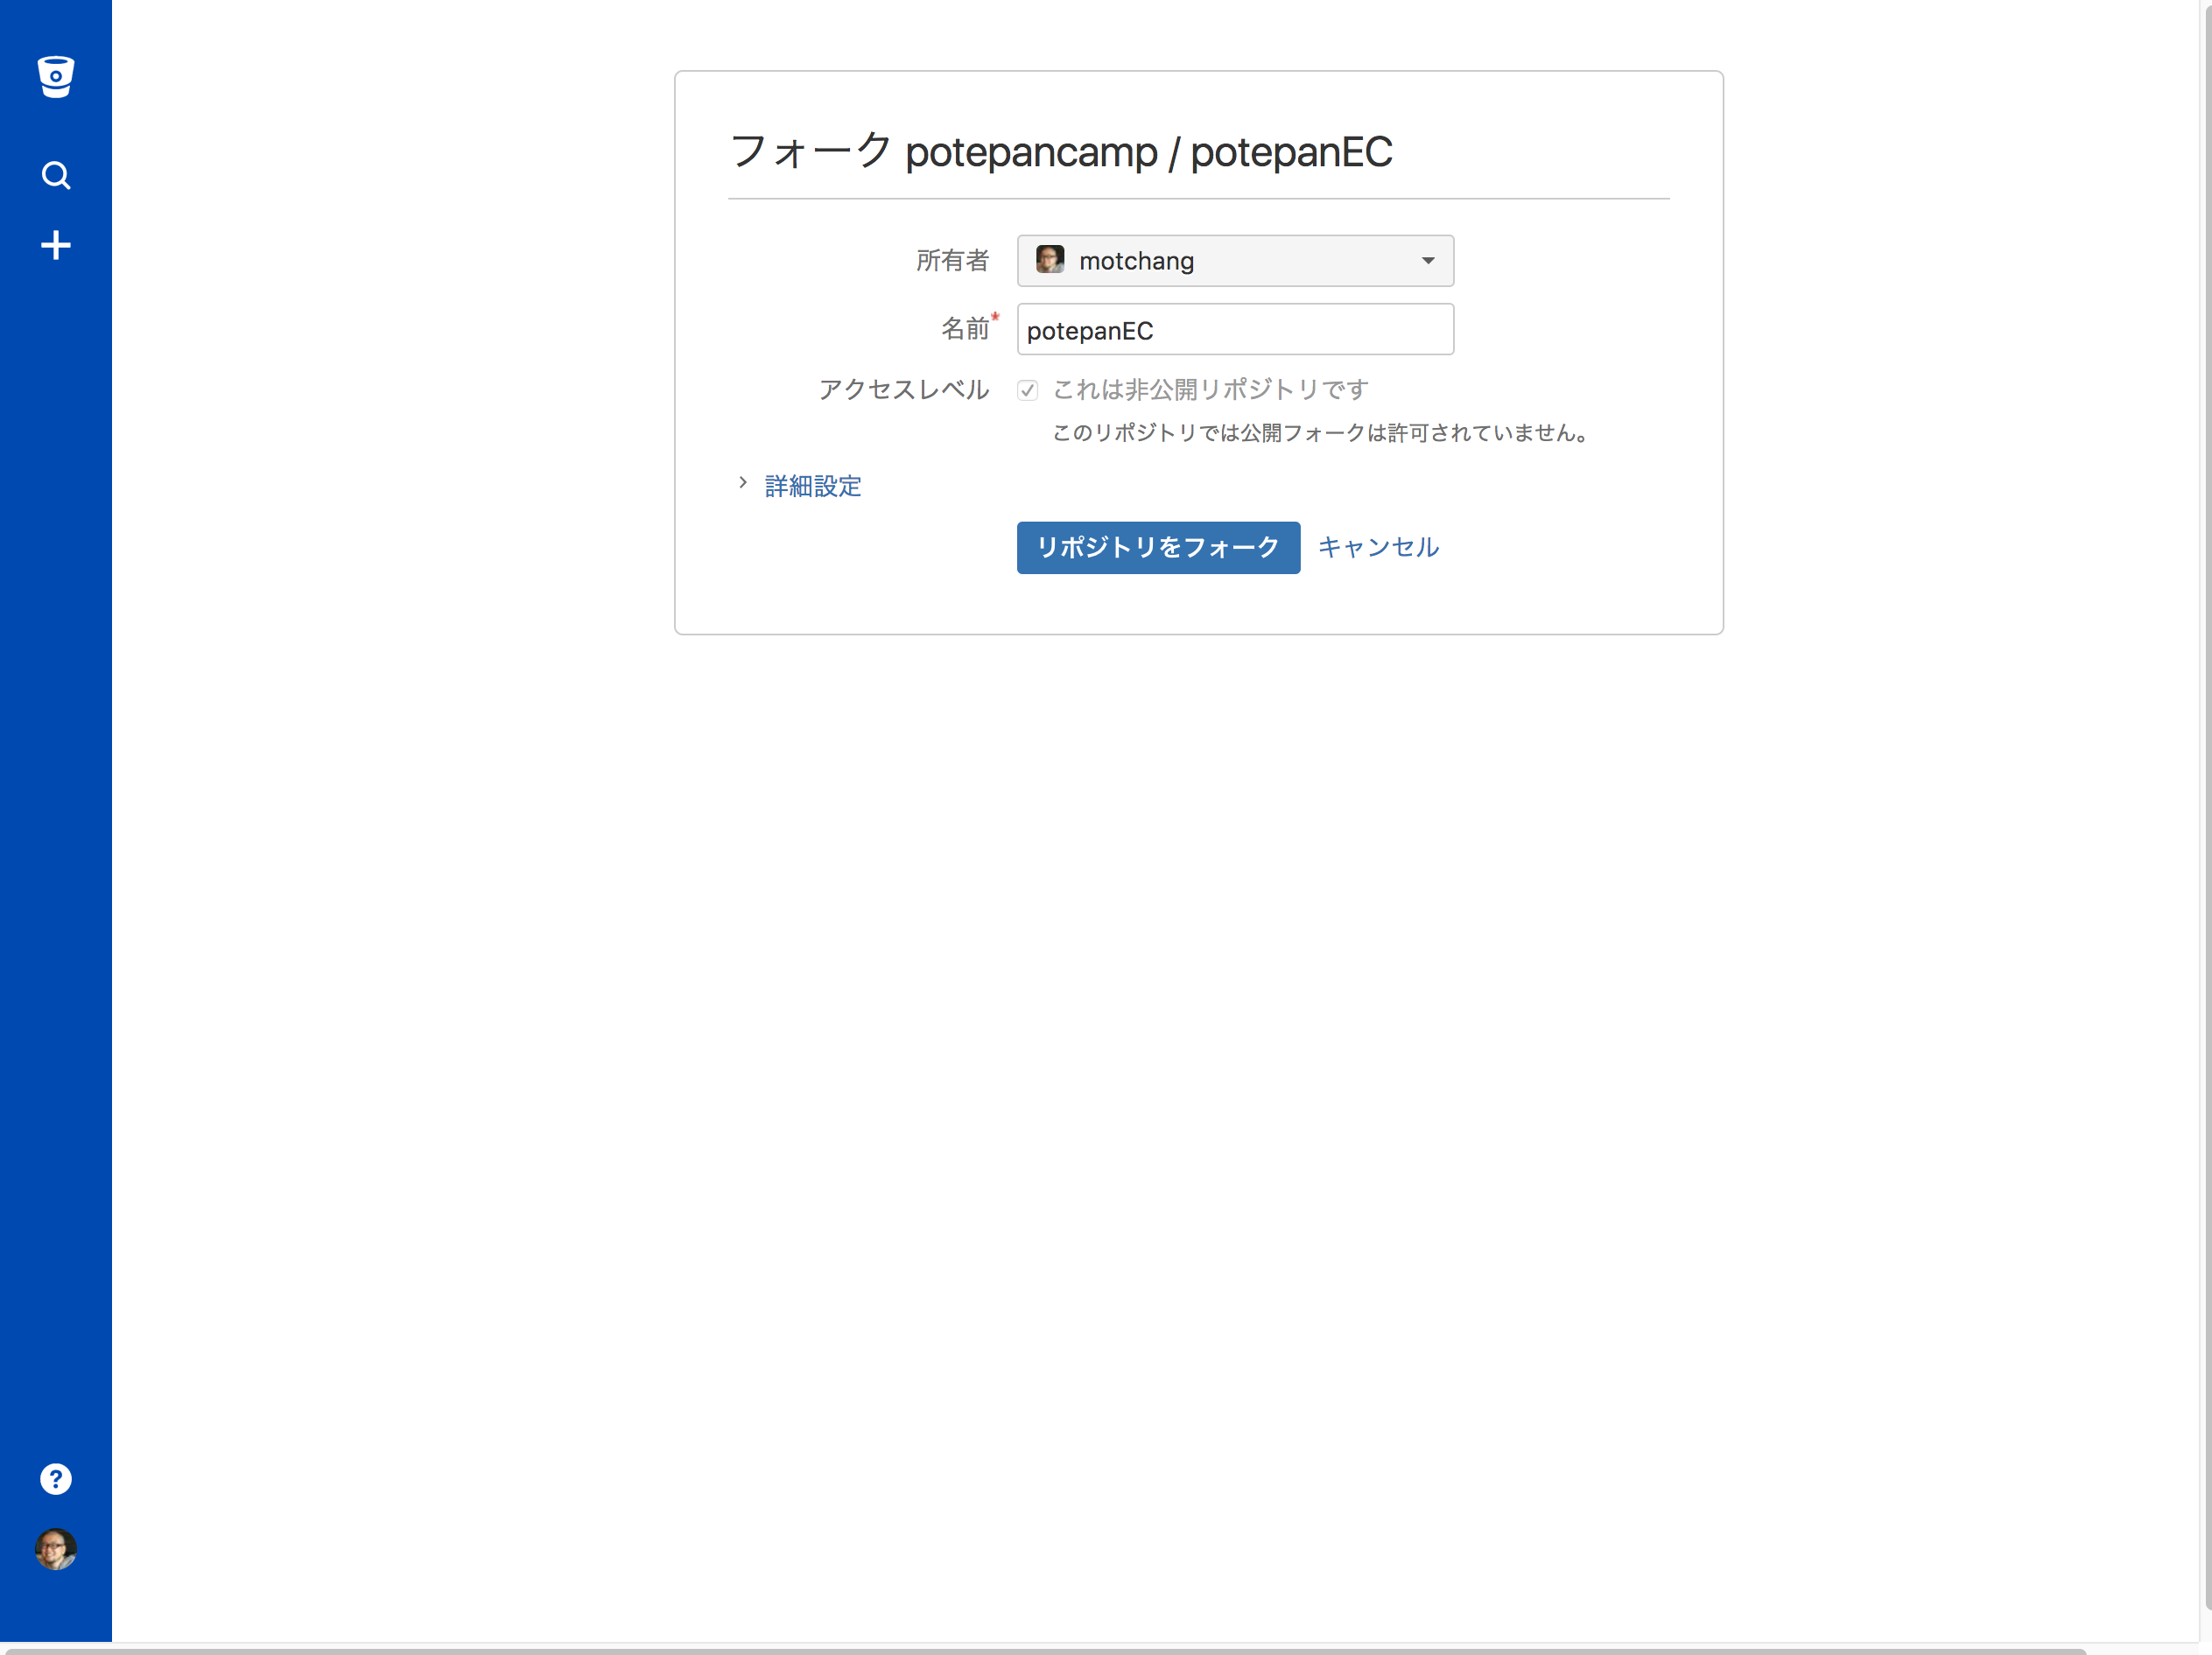 フォーク potepancamp / potepanEC
所有者 motchang
名前* potepanEC
アクセスレベル これは非公開リポジトリです
このリポジトリでは公開フォークは許可されていません。
詳細設定
リポジトリをフォーク キャンセル